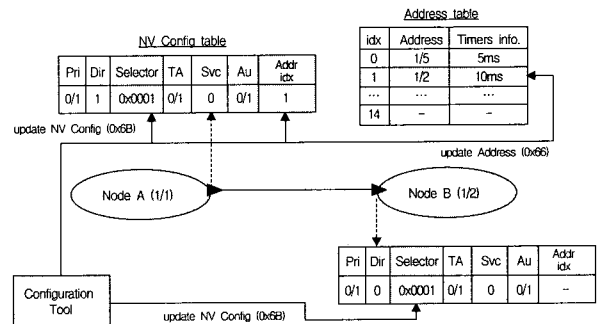 Address table
idx Address Timers info.
0 1/5 5ms
1 1/2 10ms
... ... ...
14 - -
NV Config table
Pri Dir Selector TA Svc Au Addr idx
0/1 1 0x0001 0/1 0 0/1 1
update NV Config (0x6B)
update Address (0x66)
Node A (1/1)
Node B (1/2)
Pri Dir Selector TA Svc Au Addr idx
0/1 0 0x0001 0/1 0 0/1 --
Configuration
Tool
update NV Config (0x6B)